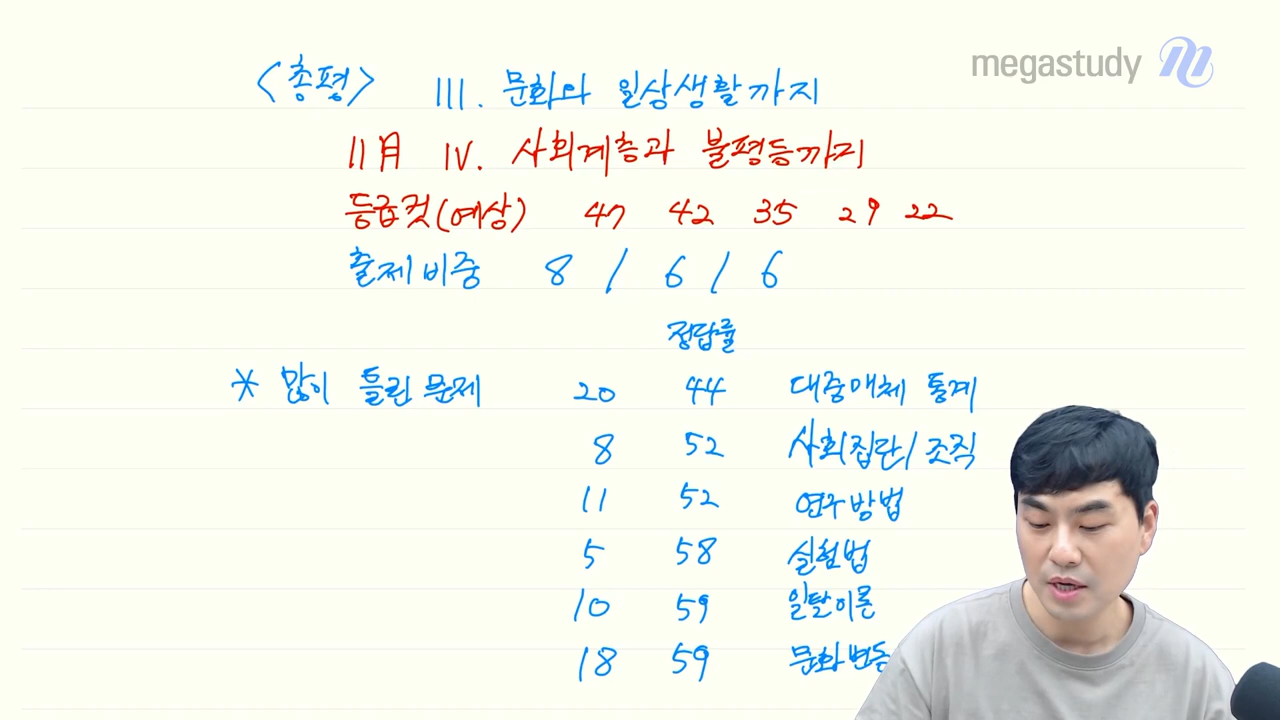 megastudy
<총평> III. 문화와 일상생활까지
11月 IV. 사회계층과 불평등까지
등급컷(예상) 47 42 35 29 22
출제비중 8 / 6 / 6
정답률
* 많이 틀린 문제 20 44 대중매체 통계
8 52 사회집단/조직
11 52 연구방법
5 58 실험법
10 59 일탈이론
18 59 문화변동